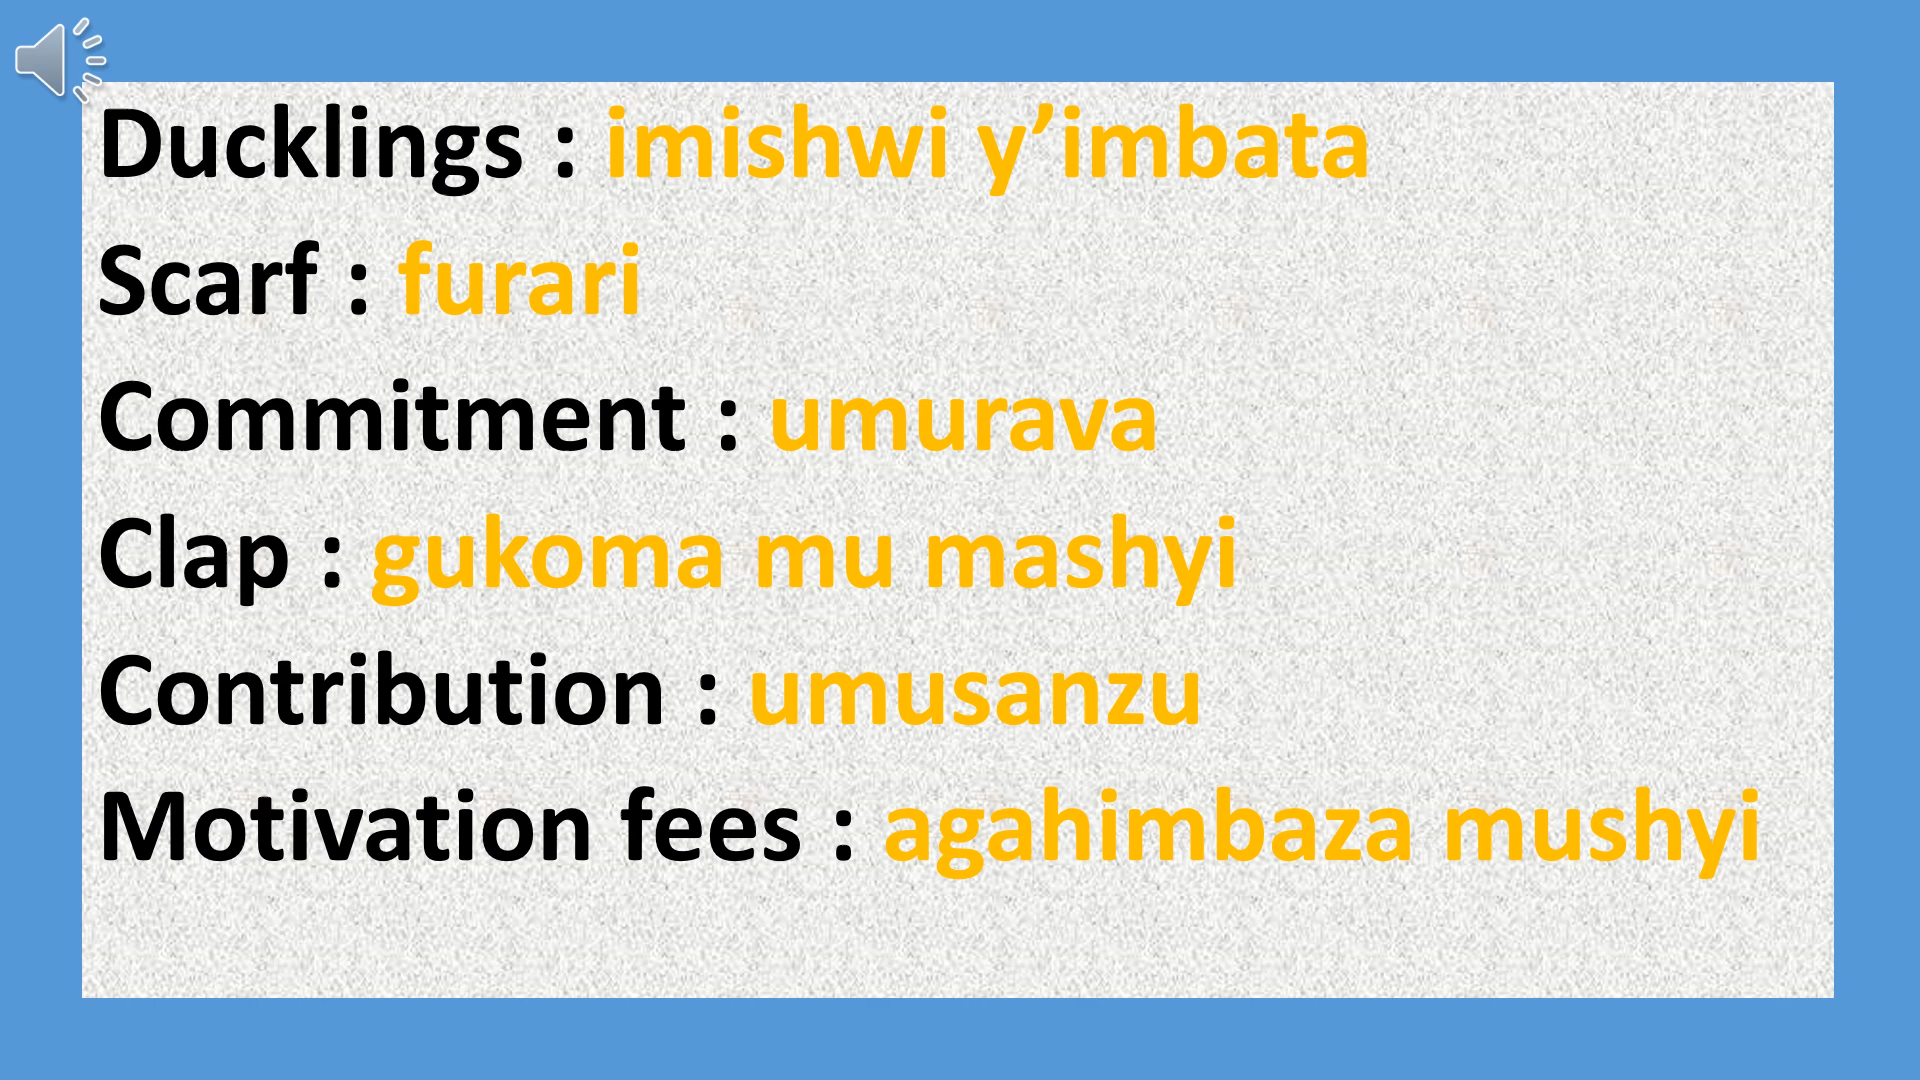 Ducklings : imishwi y’imbata
Scarf : furari
Commitment : umurava
Clap : gukoma mu mashyi
Contribution : umusanzu
Motivation fees : agahimbaza mushyi